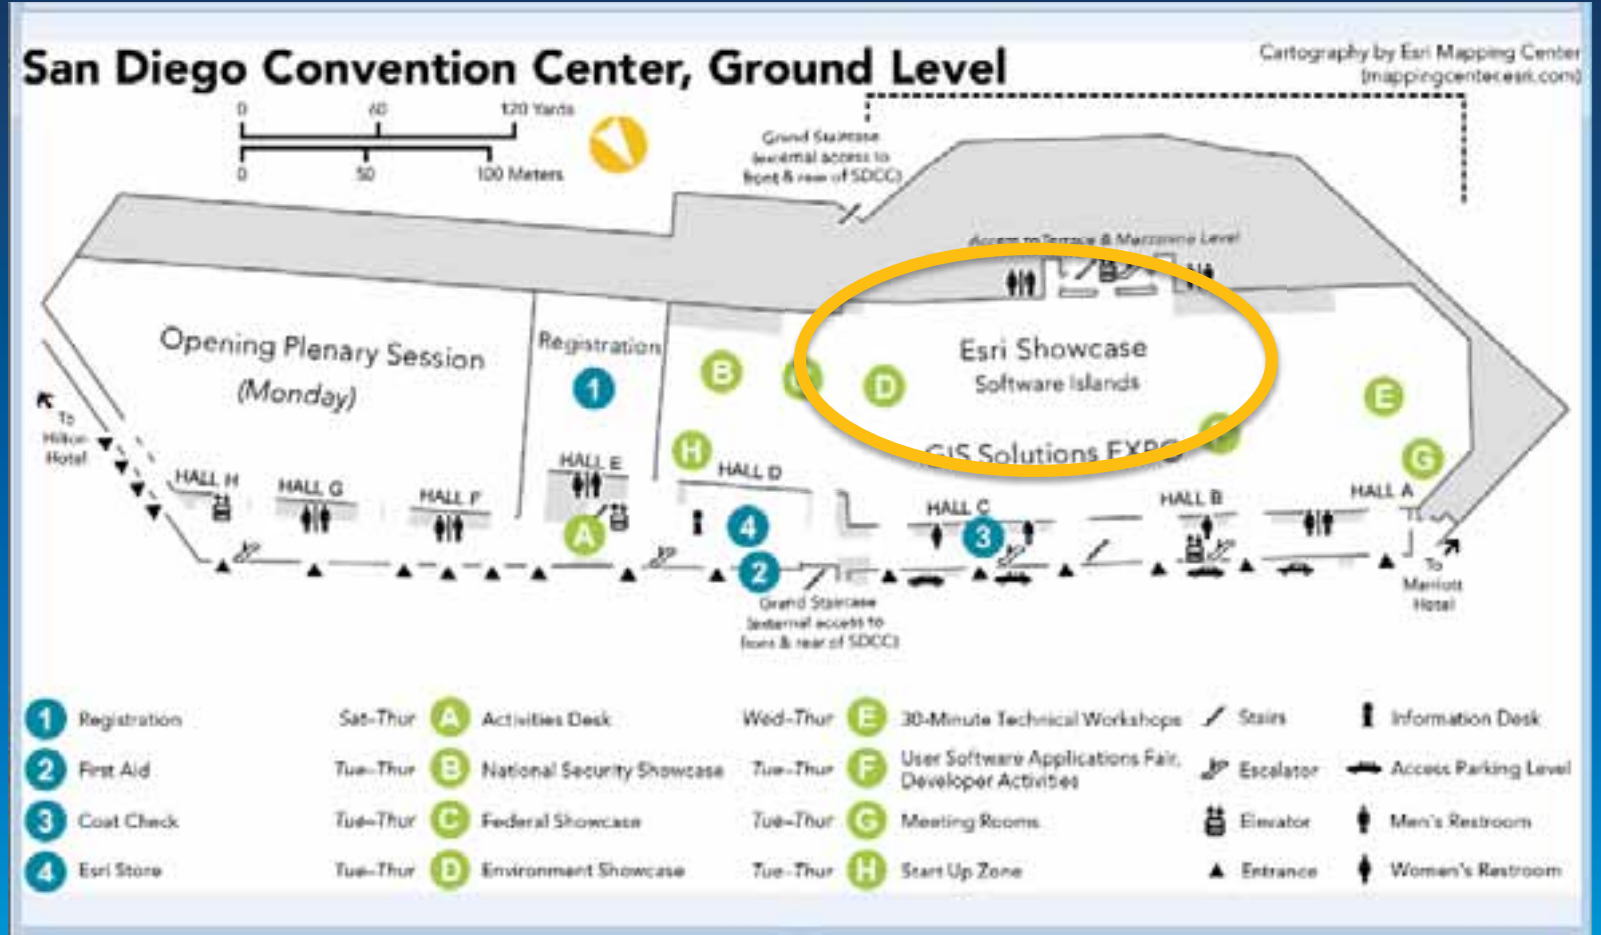 San Diego Convention Center, Ground Level
Cartography by Esri Mapping Center
(mappingcenter.esri.com)
0 60 120 Yards
0 50 100 Meters
Grand Staircase
(external access to
front & rear of SDCC)
Access to Terrace & Mezzanine Level
Opening Plenary Session
(Monday)
Registration
1
B
D
Esri Showcase
Software Islands
E
GIS Solutions EXPO
G
H
To
Hilton
Hotel
HALL H
HALL G
HALL F
HALL E
HALL D
HALL C
HALL B
HALL A
A
4
3
2
Grand Staircase
(external access to
front & rear of SDCC)
To
Marriott
Hotel
1 Registration
2 First Aid
3 Coat Check
4 Esri Store
Sat-Thur A Activities Desk
Tue-Thur B National Security Showcase
Tue-Thur C Federal Showcase
Tue-Thur D Environment Showcase
Wed-Thur E 30-Minute Technical Workshops
Tue-Thur F User Software Applications Fair,
Developer Activities
Tue-Thur G Meeting Rooms
Tue-Thur H Start Up Zone
Stairs
Escalator
Elevator
Entrance
Information Desk
Access Parking Level
Men's Restroom
Women's Restroom